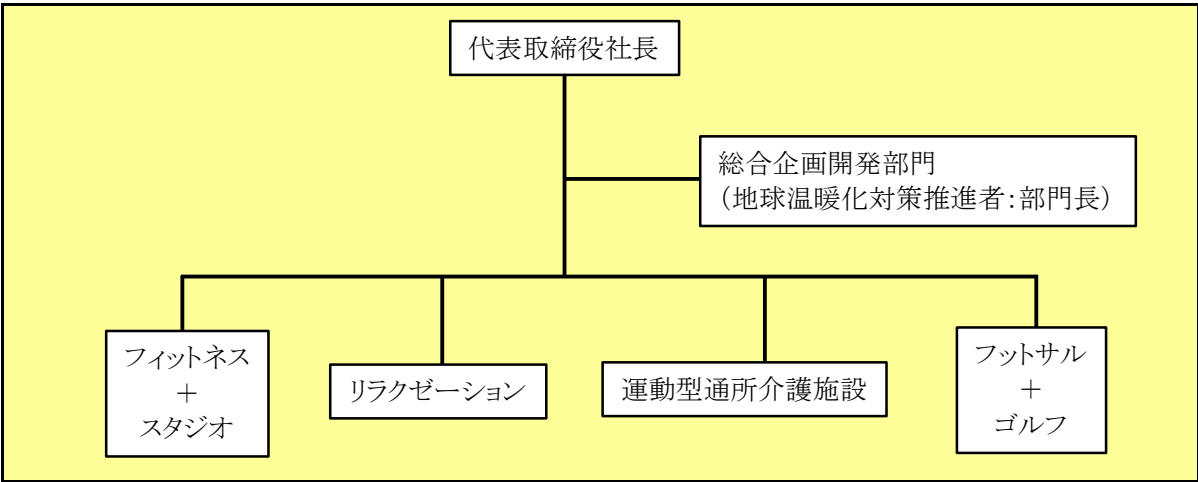 代表取締役社長
総合企画開発部門
（地球温暖化対策推進者：部門長）
フィットネス
＋
スタジオ
リラクゼーション
運動型通所介護施設
フットサル
＋
ゴルフ